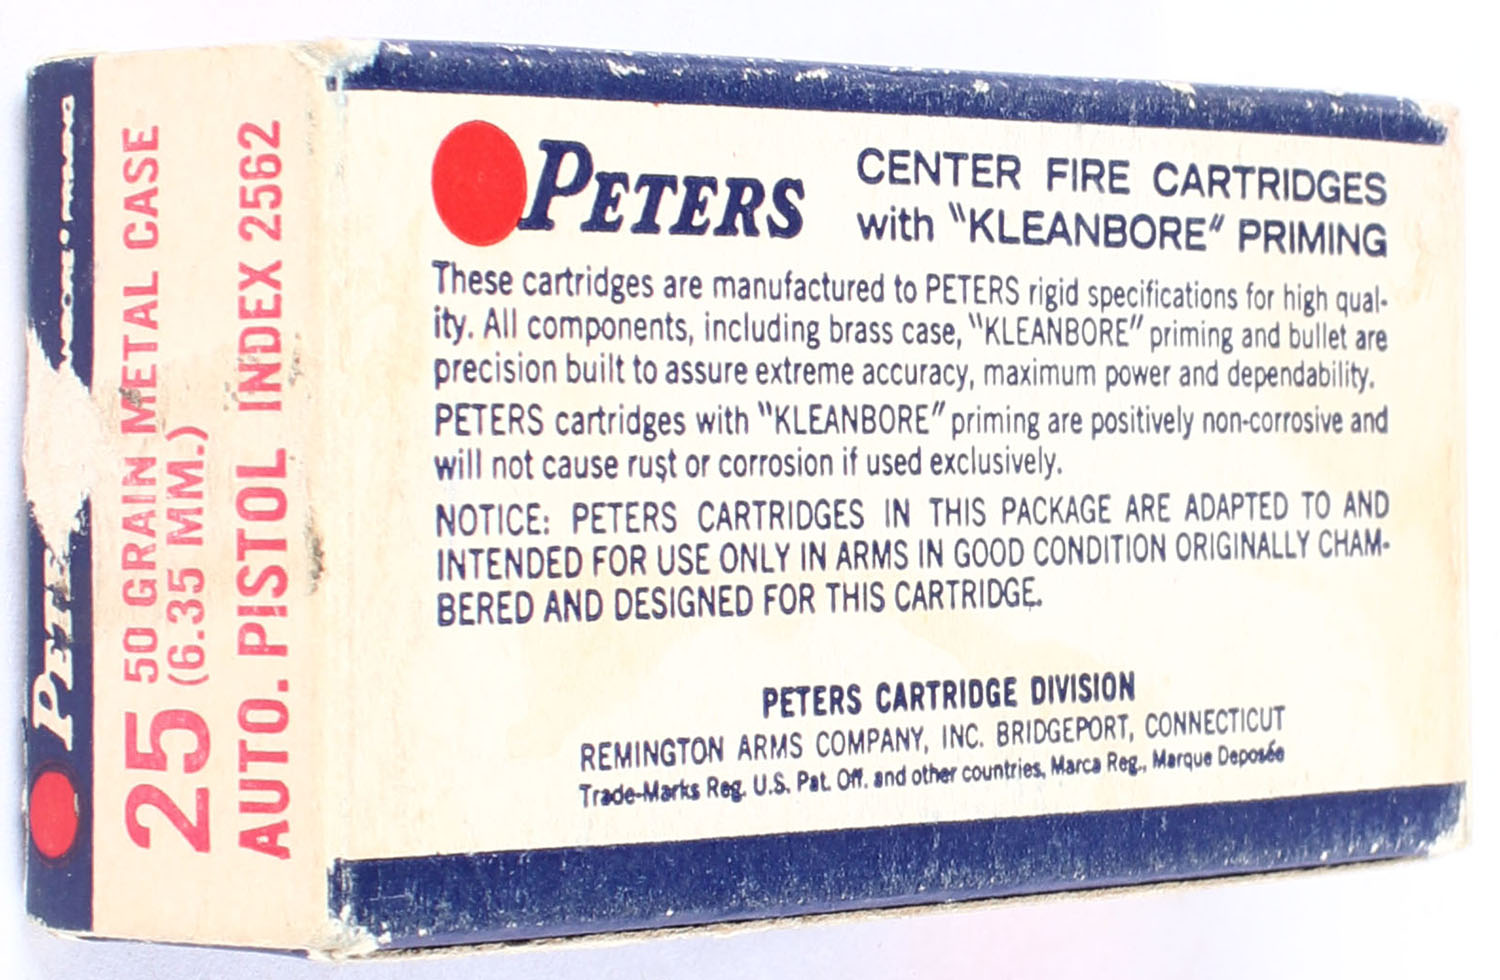 PETERS
CENTER FIRE CARTRIDGES
with "KLEANBORE" PRIMING
These cartridges are manufactured to PETERS rigid specifications for high qual-
ity. All components, including brass case, "KLEANBORE" priming and bullet are
precision built to assure extreme accuracy, maximum power and dependability.
PETERS cartridges with "KLEANBORE" priming are positively non-corrosive and
will not cause rust or corrosion if used exclusively.
NOTICE: PETERS CARTRIDGES IN THIS PACKAGE ARE ADAPTED TO AND
INTENDED FOR USE ONLY IN ARMS IN GOOD CONDITION ORIGINALLY CHAM-
BERED AND DESIGNED FOR THIS CARTRIDGE.
PETERS CARTRIDGE DIVISION
REMINGTON ARMS COMPANY, INC. BRIDGEPORT, CONNECTICUT
Trade-Marks Reg. U.S. Pat. Off. and other countries, Marca Reg., Marque Deposée
25 50 GRAIN METAL CASE
(6.35 MM.)
AUTO. PISTOL INDEX 2562